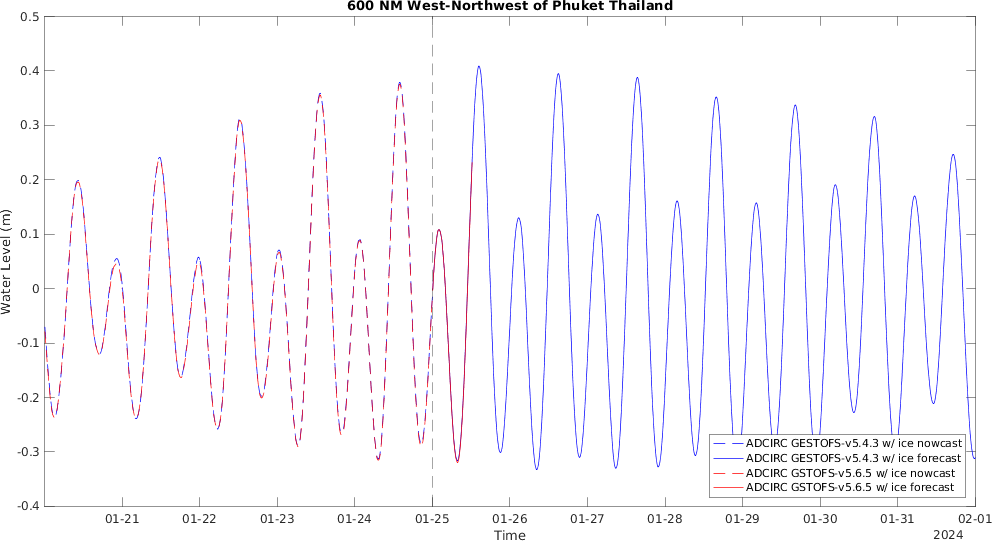 600 NM West-Northwest of Phuket Thailand
0.5
0.4
0.3
0.2
0.1
0
-0.1
-0.2
-0.3
-0.4
Water Level (m)
01-21 01-22 01-23 01-24 01-25 01-26 01-27 01-28 01-29 01-30 01-31 02-01
Time
2024
ADCIRC GESTOFS-v5.4.3 w/ ice nowcast
ADCIRC GESTOFS-v5.4.3 w/ ice forecast
ADCIRC GSTOFS-v5.6.5 w/ ice nowcast
ADCIRC GSTOFS-v5.6.5 w/ ice forecast